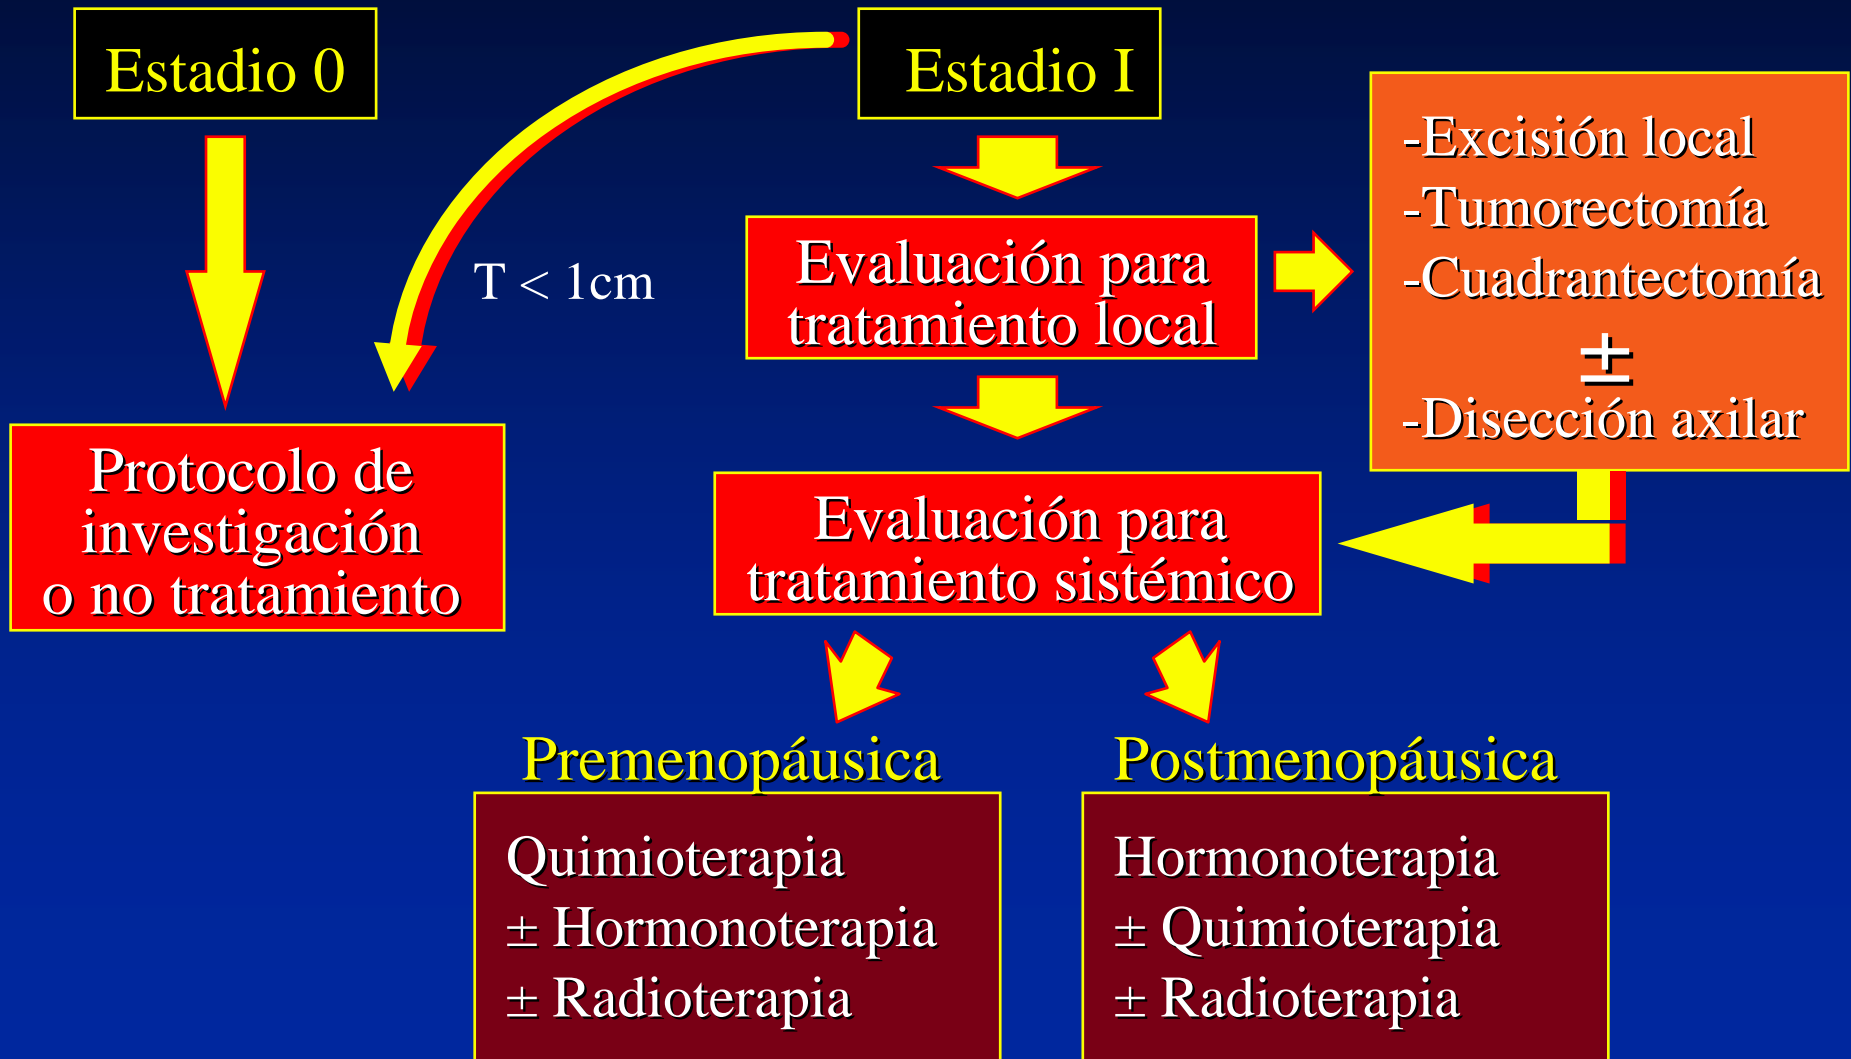 Estadio 0
Estadio I
T < 1cm
Evaluación para
tratamiento local
-Excisión local
-Tumorectomía
-Cuadrantectomía
±
-Disección axilar
Protocolo de
investigación
o no tratamiento
Evaluación para
tratamiento sistémico
Premenopáusica
Quimioterapia
± Hormonoterapia
± Radioterapia
Postmenopáusica
Hormonoterapia
± Quimioterapia
± Radioterapia